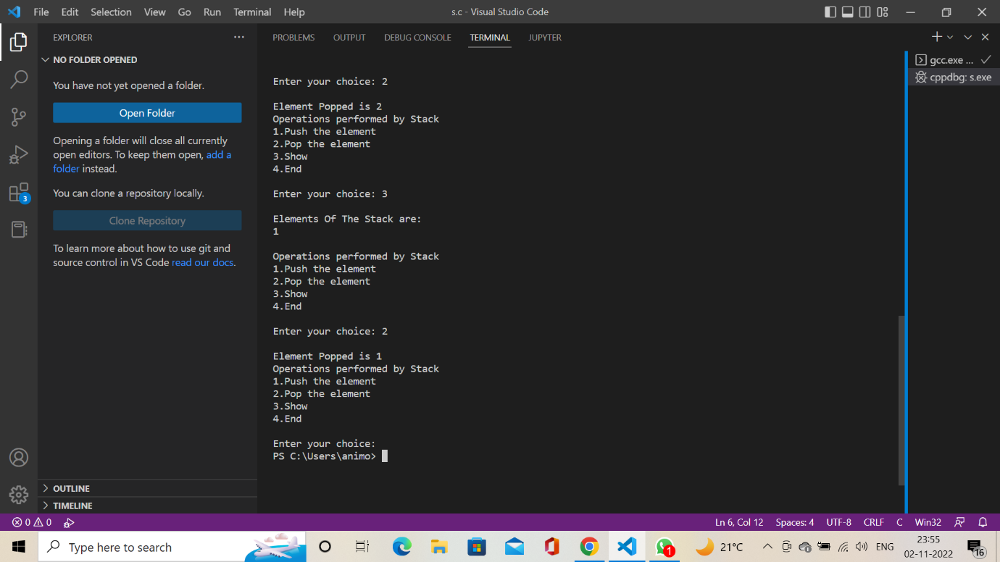 File Edit Selection View Go Run Terminal Help
s.c - Visual Studio Code
EXPLORER
NO FOLDER OPENED
You have not yet opened a folder.
Open Folder
Opening a folder will close all currently
open editors. To keep them open, add a
folder instead.
You can clone a repository locally.
Clone Repository
To learn more about how to use git and
source control in VS Code read our docs.
OUTLINE
TIMELINE
3
PROBLEMS OUTPUT DEBUG CONSOLE TERMINAL JUPYTER
Enter your choice: 2
Element Popped is 2
Operations performed by Stack
1.Push the element
2.Pop the element
3.Show
4.End
Enter your choice: 3
Elements Of The Stack are:
1
Operations performed by Stack
1.Push the element
2.Pop the element
3.Show
4.End
Enter your choice: 2
Element Popped is 1
Operations performed by Stack
1.Push the element
2.Pop the element
3.Show
4.End
Enter your choice:
PS C:\Users\animo>
gcc.exe ...
cppdbg: s.exe
0 0
Ln 6, Col 12 Spaces: 4 UTF-8 CRLF C Win32
Type here to search
1
21°C
ENG
23:55
02-11-2022
16